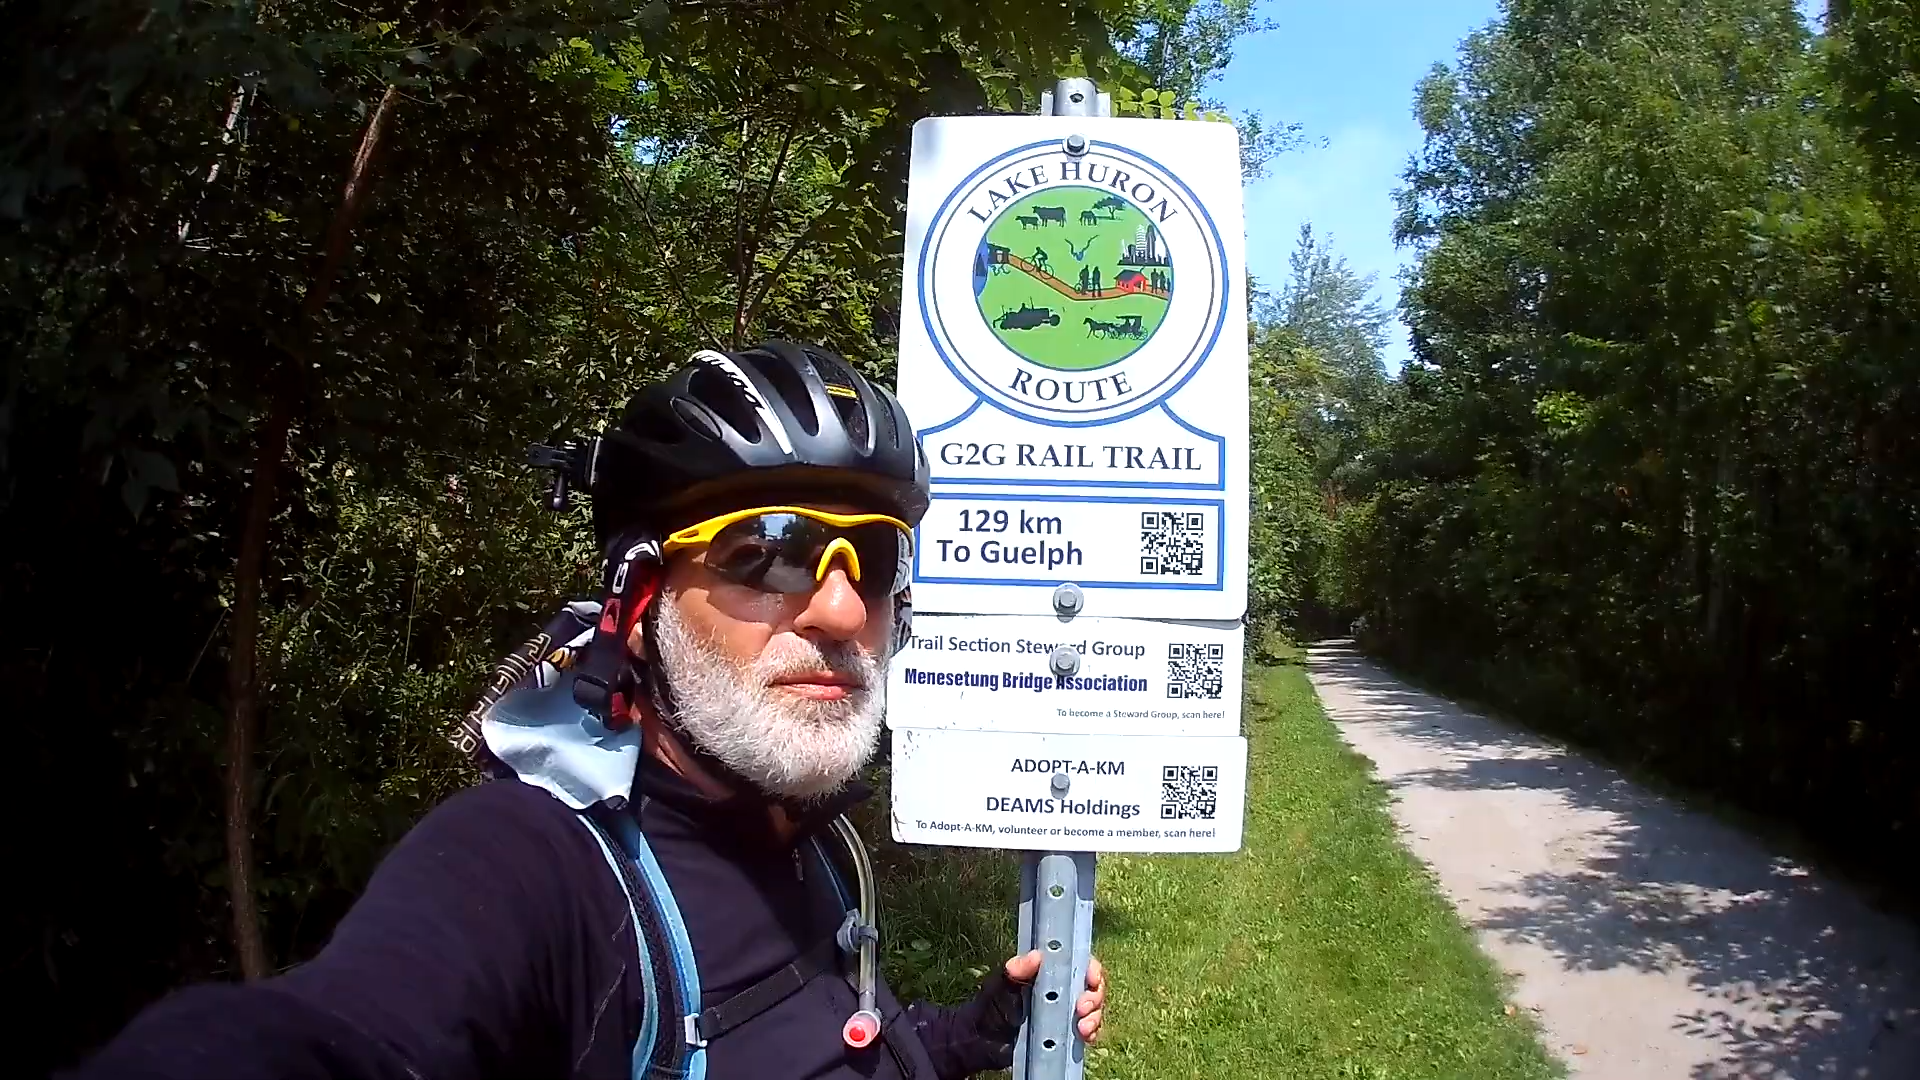 LAKE HURON
ROUTE
G2G RAIL TRAIL
129 km
To Guelph
Trail Section Steward Group
Menesetung Bridge Association
To become a Steward Group, scan here!
ADOPT-A-KM
DEAMS Holdings
To Adopt-A-KM, volunteer or become a member, scan here!